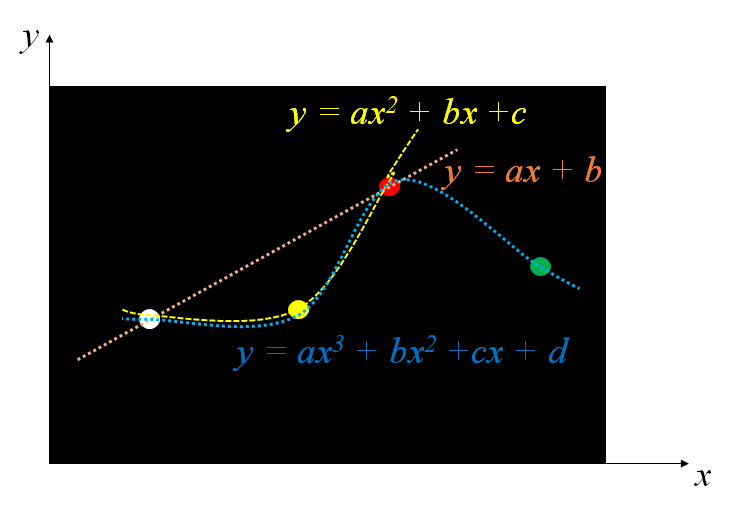 y
y = ax² + bx +c
y = ax + b
y = ax³ + bx² +cx + d
x